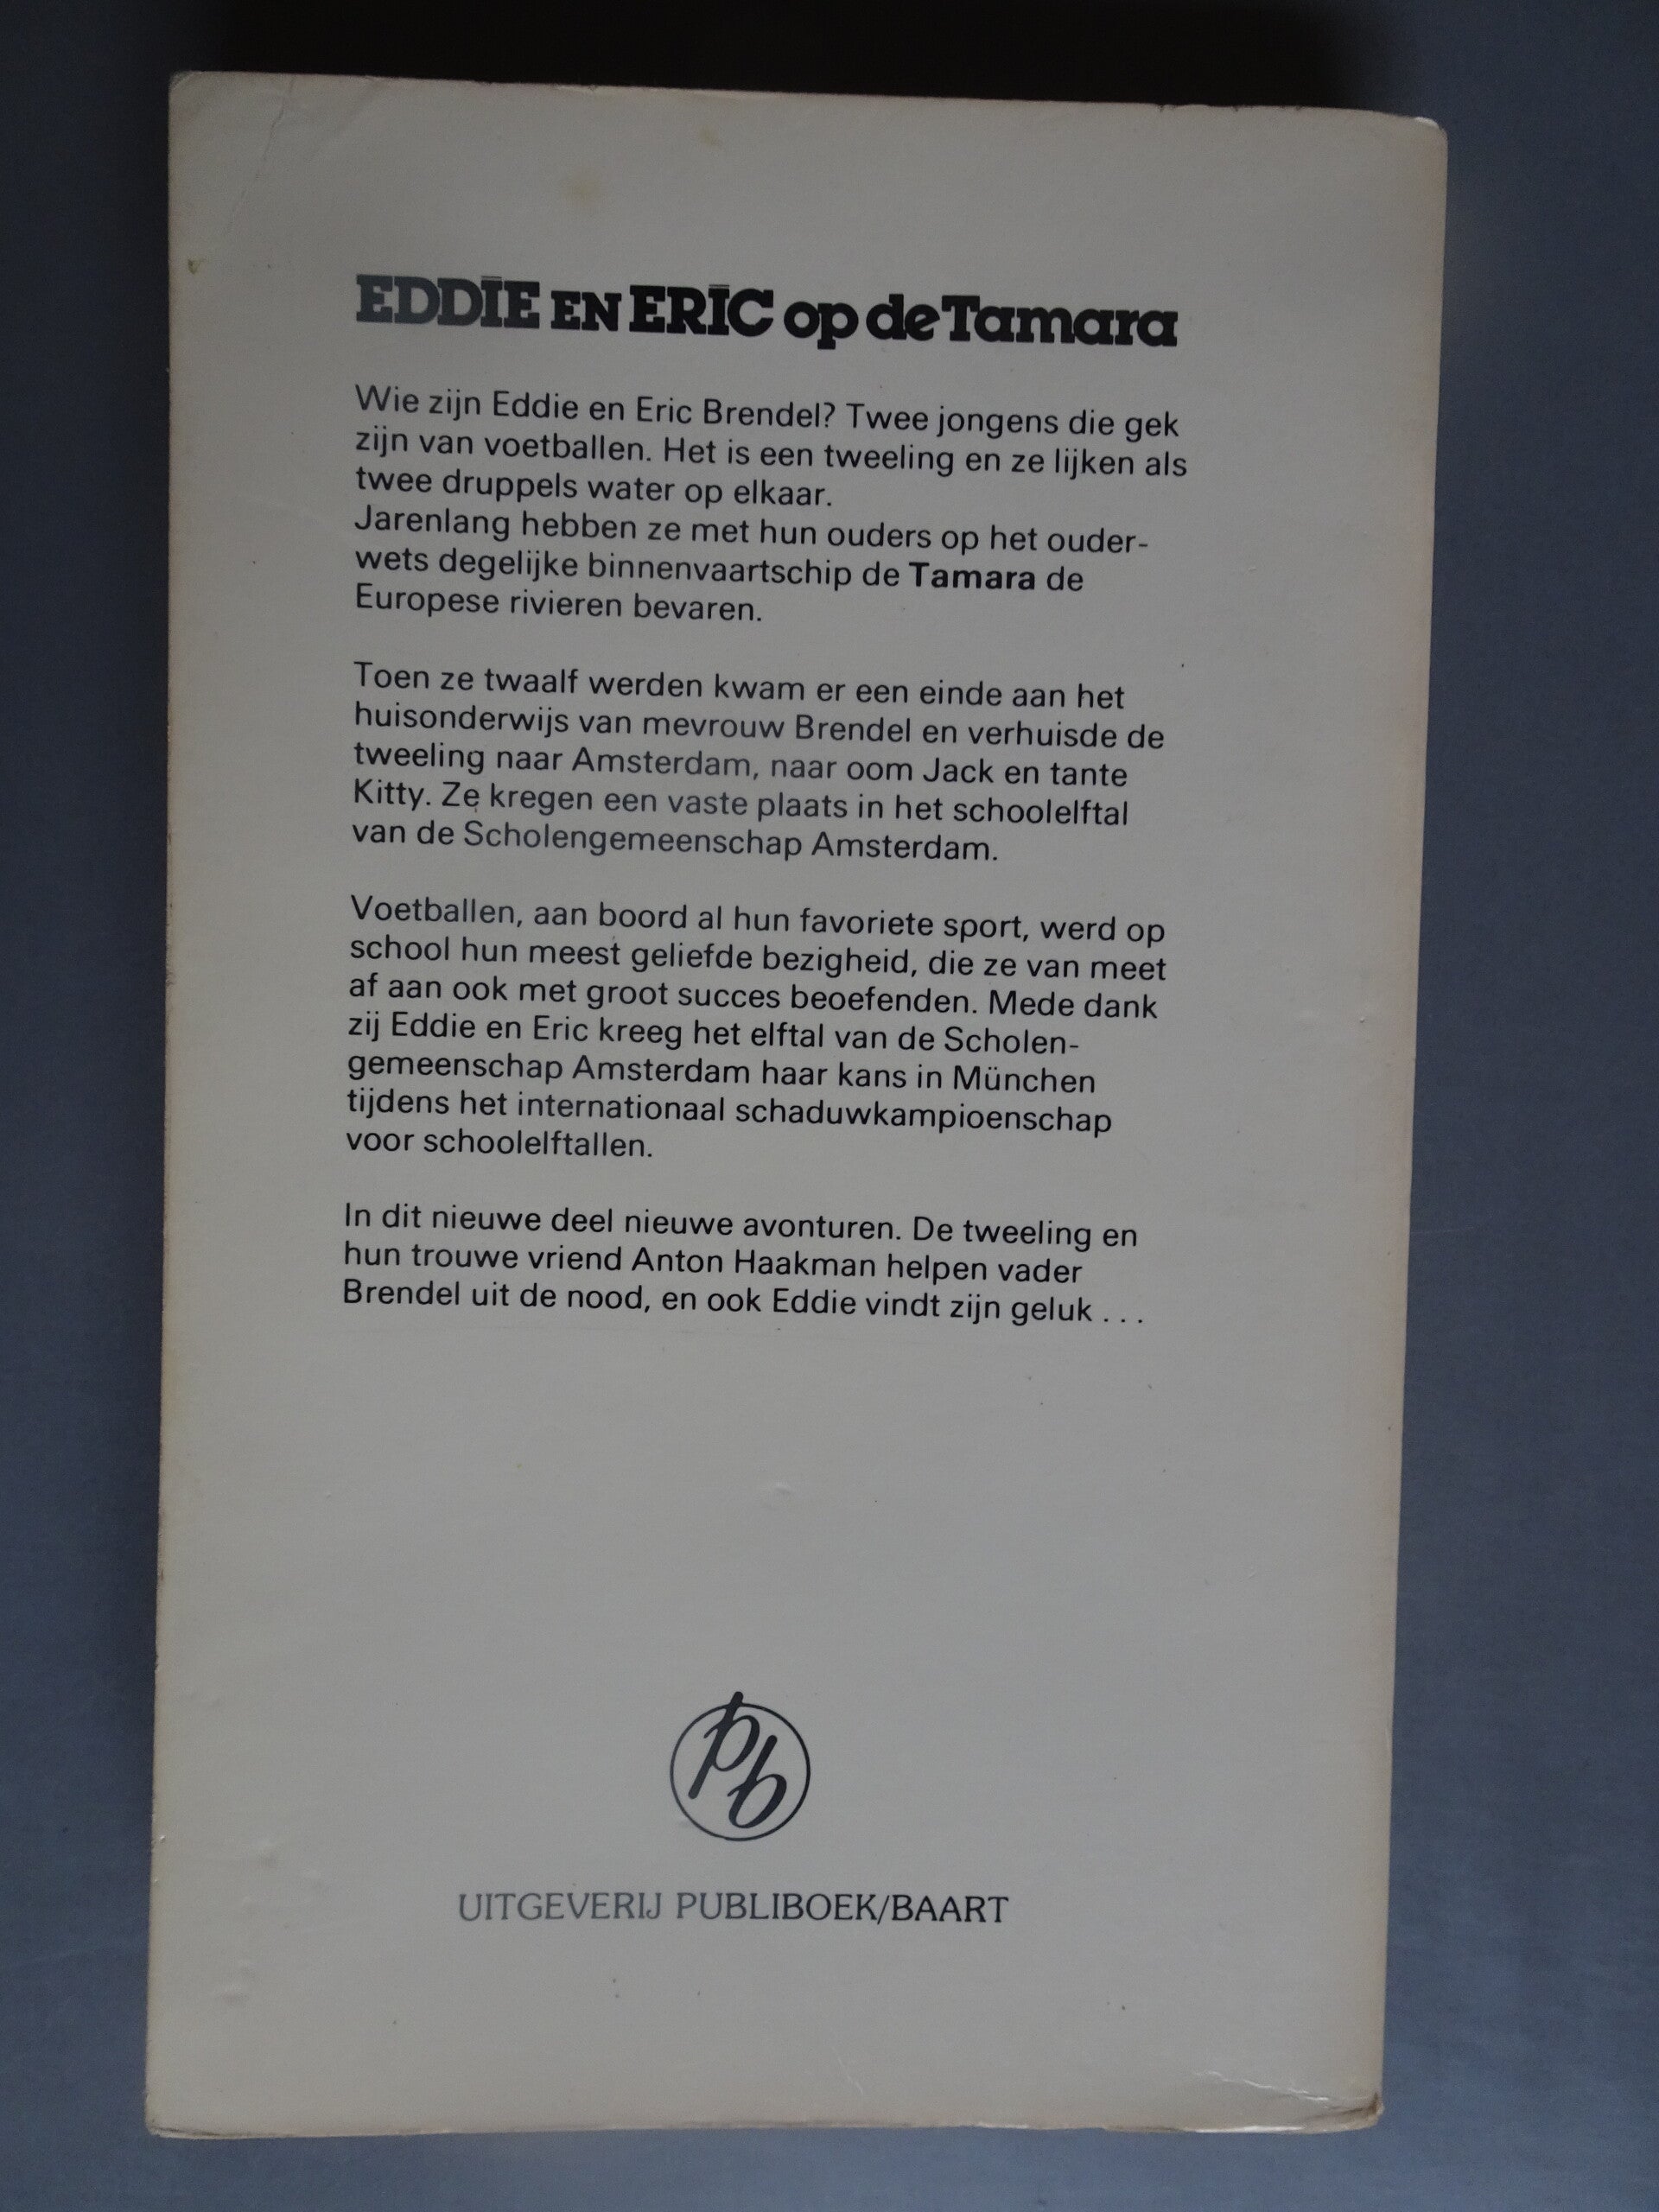 EDDIE EN ERIC op de Tamara
Wie zijn Eddie en Eric Brendel? Twee jongens die gek
zijn van voetballen. Het is een tweeling en ze lijken als
twee druppels water op elkaar.
Jarenlang hebben ze met hun ouders op het ouder-
wets degelijke binnenvaartschip de Tamara de
Europese rivieren bevaren.
Toen ze twaalf werden kwam er een einde aan het
huisonderwijs van mevrouw Brendel en verhuisde de
tweeling naar Amsterdam, naar oom Jack en tante
Kitty. Ze kregen een vaste plaats in het schoolelftal
van de Scholengemeenschap Amsterdam.
Voetballen, aan boord al hun favoriete sport, werd op
school hun meest geliefde bezigheid, die ze van meet
af aan ook met groot succes beoefenden. Mede dank
zij Eddie en Eric kreeg het elftal van de Scholen-
gemeenschap Amsterdam haar kans in München
tijdens het internationaal schaduwkampioenschap
voor schoolelftallen.
In dit nieuwe deel nieuwe avonturen. De tweeling en
hun trouwe vriend Anton Haakman helpen vader
Brendel uit de nood, en ook Eddie vindt zijn geluk . . .
pb
UITGEVERIJ PUBLIBOEK/BAART